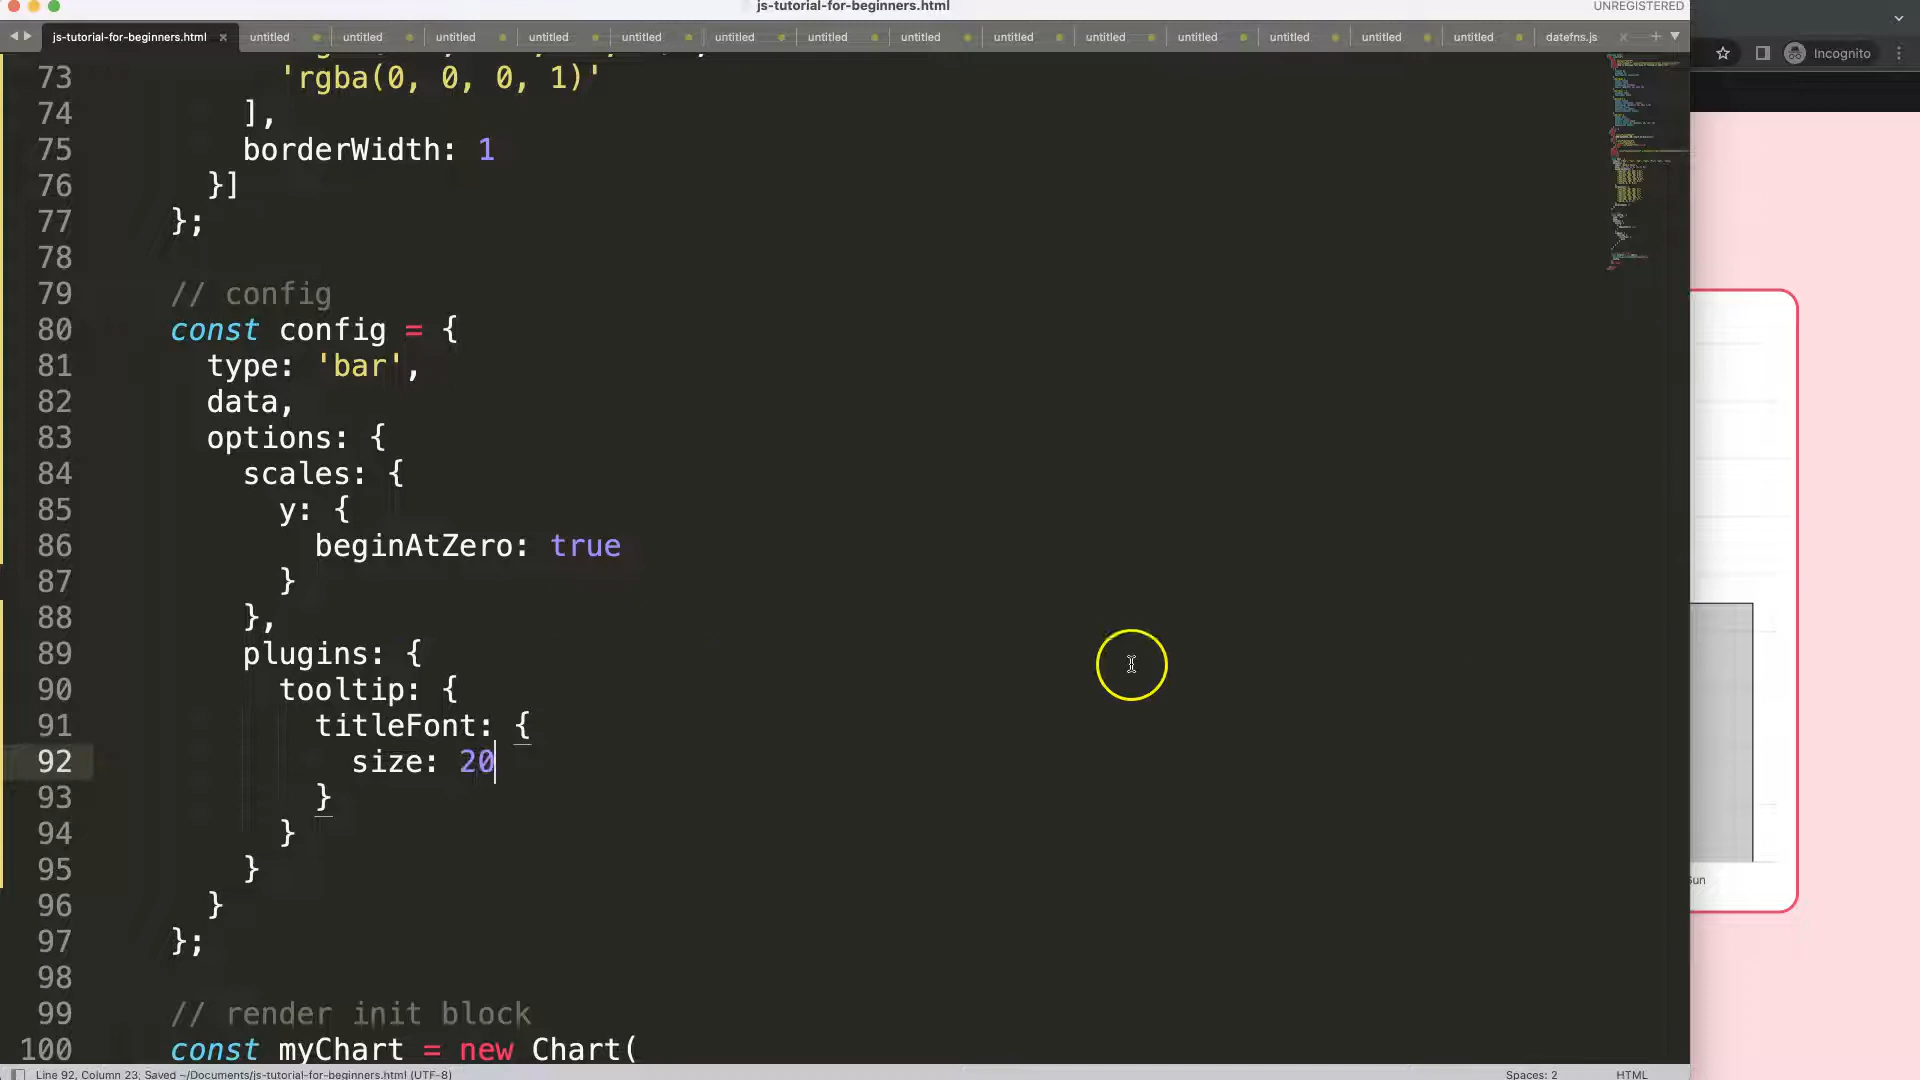 js-tutorial-for-beginners.html
UNREGISTERED
js-tutorial-for-beginners.html × untitled untitled untitled untitled untitled untitled untitled untitled untitled untitled untitled untitled untitled untitled datefns.js
Incognito
73 'rgba(0, 0, 0, 1)'
74 ],
75 borderWidth: 1
76 }]
77 };
78
79 // config
80 const config = {
81 type: 'bar',
82 data,
83 options: {
84 scales: {
85 y: {
86 beginAtZero: true
87 }
88 },
89 plugins: {
90 tooltip: {
91 titleFont: {
92 size: 20
93 }
94 }
95 }
96 }
97 };
98
99 // render init block
100 const myChart = new Chart(
Sun
Line 92, Column 23, Saved ~/Documents/js-tutorial-for-beginners.html (UTF-8)
Spaces: 2
HTML